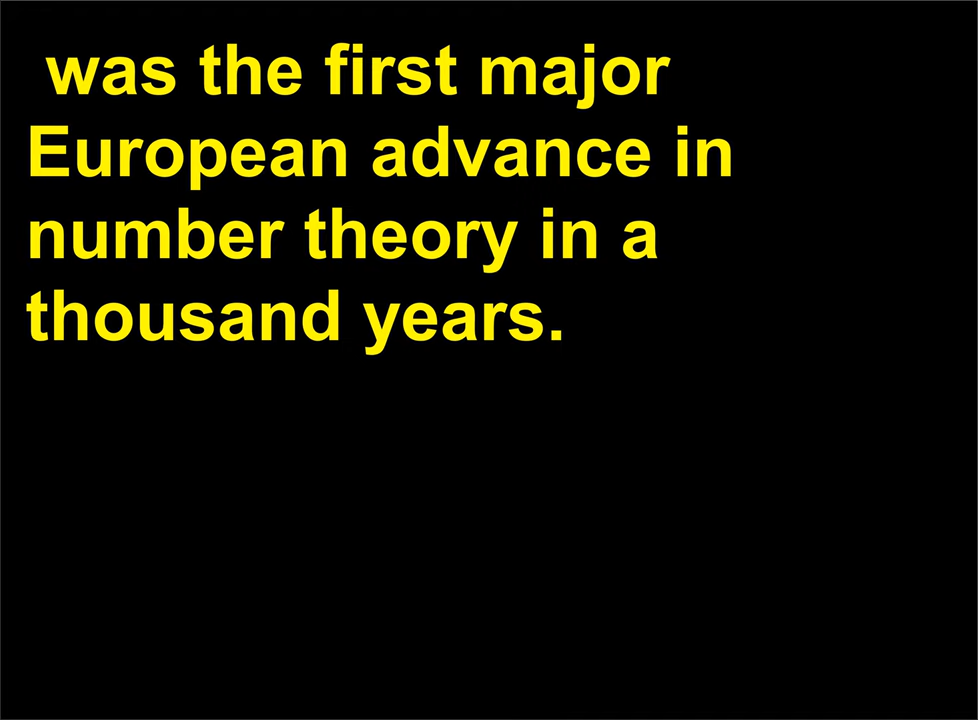 was the first major
European advance in
number theory in a
thousand years.